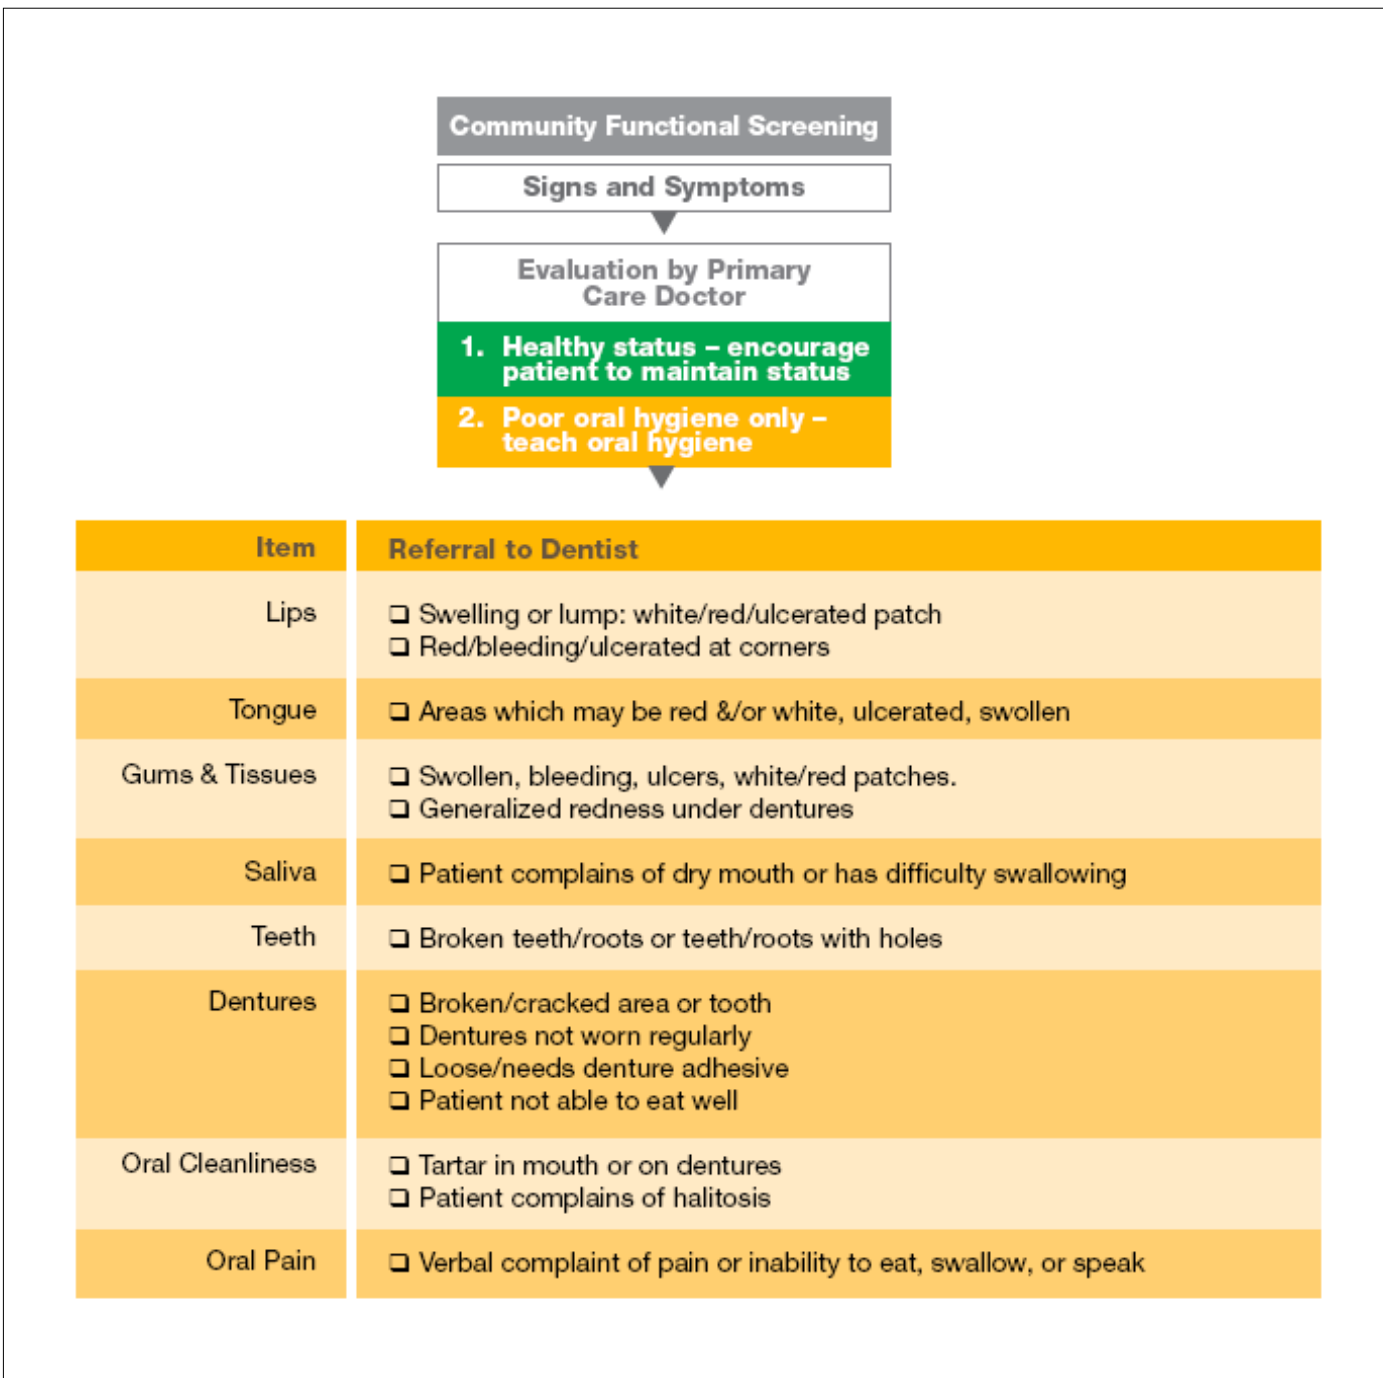 Community Functional Screening
Signs and Symptoms
Evaluation by Primary
Care Doctor
1. Healthy status – encourage
patient to maintain status
2. Poor oral hygiene only –
teach oral hygiene
Item Referral to Dentist
Lips ❑ Swelling or lump: white/red/ulcerated patch
❑ Red/bleeding/ulcerated at corners
Tongue ❑ Areas which may be red &/or white, ulcerated, swollen
Gums & Tissues ❑ Swollen, bleeding, ulcers, white/red patches.
❑ Generalized redness under dentures
Saliva ❑ Patient complains of dry mouth or has difficulty swallowing
Teeth ❑ Broken teeth/roots or teeth/roots with holes
Dentures ❑ Broken/cracked area or tooth
❑ Dentures not worn regularly
❑ Loose/needs denture adhesive
❑ Patient not able to eat well
Oral Cleanliness ❑ Tartar in mouth or on dentures
❑ Patient complains of halitosis
Oral Pain ❑ Verbal complaint of pain or inability to eat, swallow, or speak